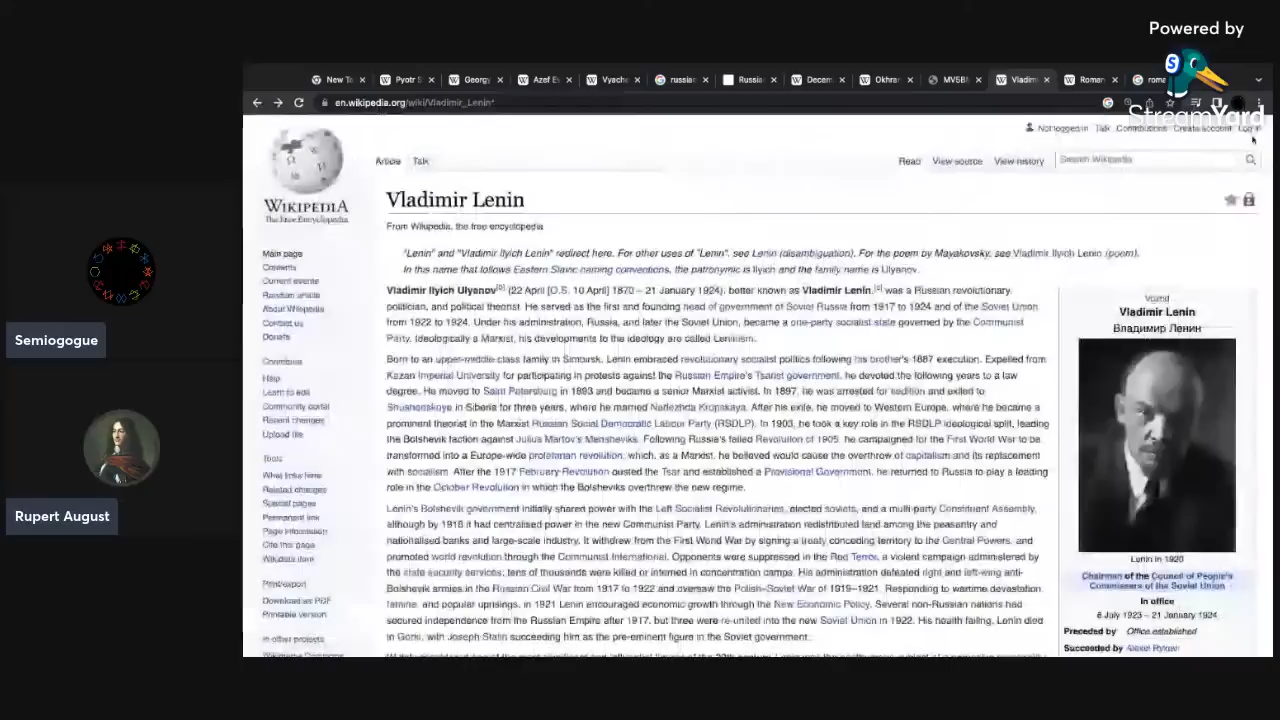 Powered by
StreamYard
New To
Pyotr S
Georgy
Azef E
Vyache
russian
Russia
Decem
Okhran
MV5B
Vladim
Roman
roma
en.wikipedia.org/wiki/Vladimir_Lenin
Not logged in Talk Contributions Create account Log in
Article Talk
Read View source View history Search Wikipedia
WIKIPEDIA
The Free Encyclopedia
Vladimir Lenin
From Wikipedia, the free encyclopedia
"Lenin" and "Vladimir Ilyich Lenin" redirect here. For other uses of "Lenin", see Lenin (disambiguation). For the poem by Mayakovsky, see Vladimir Ilyich Lenin (poem).
In this name that follows Eastern Slavic naming conventions, the patronymic is Ilyich and the family name is Ulyanov.
Vladimir Ilyich Ulyanov[b] (22 April [O.S. 10 April] 1870 – 21 January 1924), better known as Vladimir Lenin,[c] was a Russian revolutionary,
politician, and political theorist. He served as the first and founding head of government of Soviet Russia from 1917 to 1924 and of the Soviet Union
from 1922 to 1924. Under his administration, Russia, and later the Soviet Union, became a one-party socialist state governed by the Communist
Party. Ideologically a Marxist, his developments to the ideology are called Leninism.
Born to an upper-middle-class family in Simbirsk, Lenin embraced revolutionary socialist politics following his brother's 1887 execution. Expelled from
Kazan Imperial University for participating in protests against the Russian Empire's Tsarist government, he devoted the following years to a law
degree. He moved to Saint Petersburg in 1893 and became a senior Marxist activist. In 1897, he was arrested for sedition and exiled to
Shushenskoye in Siberia for three years, where he married Nadezhda Krupskaya. After his exile, he moved to Western Europe, where he became a
prominent theorist in the Marxist Russian Social Democratic Labour Party (RSDLP). In 1903, he took a key role in the RSDLP ideological split, leading
the Bolshevik faction against Julius Martov's Mensheviks. Following Russia's failed Revolution of 1905, he campaigned for the First World War to be
transformed into a Europe-wide proletarian revolution, which, as a Marxist, he believed would cause the overthrow of capitalism and its replacement
with socialism. After the 1917 February Revolution ousted the Tsar and established a Provisional Government, he returned to Russia to play a leading
role in the October Revolution in which the Bolsheviks overthrew the new regime.
Lenin's Bolshevik government initially shared power with the Left Socialist Revolutionaries, elected soviets, and a multi-party Constituent Assembly,
although by 1918 it had centralised power in the new Communist Party. Lenin's administration redistributed land among the peasantry and
nationalised banks and large-scale industry. It withdrew from the First World War by signing a treaty conceding territory to the Central Powers, and
promoted world revolution through the Communist International. Opponents were suppressed in the Red Terror, a violent campaign administered by
the state security services; tens of thousands were killed or interned in concentration camps. His administration defeated right and left-wing anti-
Bolshevik armies in the Russian Civil War from 1917 to 1922 and oversaw the Polish–Soviet War of 1919–1921. Responding to wartime devastation,
famine, and popular uprisings, in 1921 Lenin encouraged economic growth through the New Economic Policy. Several non-Russian nations had
secured independence from the Russian Empire after 1917, but three were re-united into the new Soviet Union in 1922. His health failing, Lenin died
in Gorki, with Joseph Stalin succeeding him as the pre-eminent figure in the Soviet government.
Main page
Contents
Current events
Random article
About Wikipedia
Contact us
Donate
Contribute
Help
Learn to edit
Community portal
Recent changes
Upload file
Tools
What links here
Related changes
Special pages
Permanent link
Page information
Cite this page
Wikidata item
Print/export
Download as PDF
Printable version
In other projects
Wikimedia Commons
Vladimir Lenin
Владимир Ленин
Lenin in 1920
Chairman of the Council of People's
Commissars of the Soviet Union
In office
6 July 1923 – 21 January 1924
Preceded by Office established
Succeeded by Alexei Rykov
Semiogogue
Rupert August